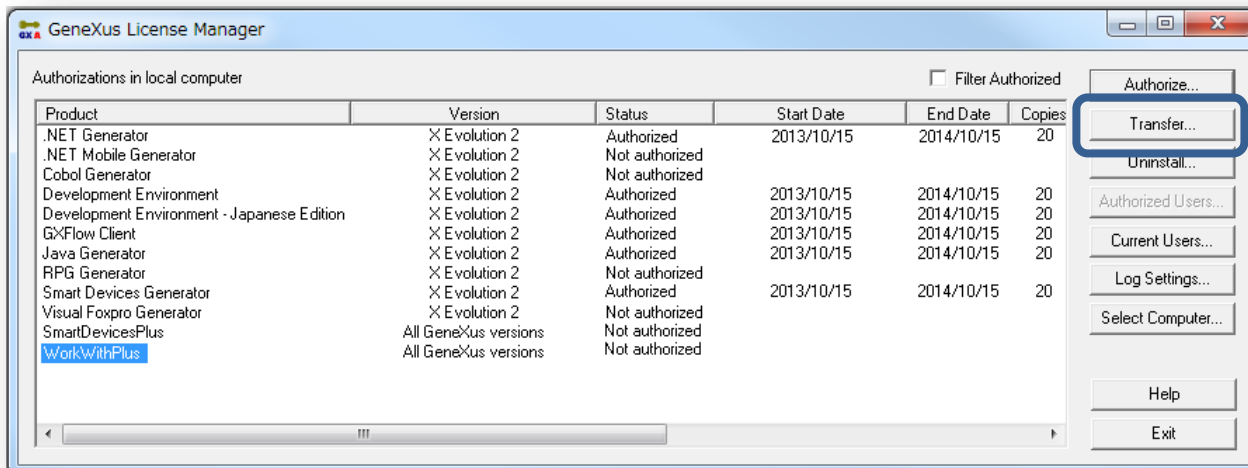 GeneXus License Manager
Authorizations in local computer Filter Authorized Authorize...
Product Version Status Start Date End Date Copies Transfer...
.NET Generator X Evolution 2 Authorized 2013/10/15 2014/10/15 20
.NET Mobile Generator X Evolution 2 Not authorized
Cobol Generator X Evolution 2 Not authorized Uninstall...
Development Environment X Evolution 2 Authorized 2013/10/15 2014/10/15 20
Development Environment - Japanese Edition X Evolution 2 Authorized 2013/10/15 2014/10/15 20 Authorized Users...
GXFlow Client X Evolution 2 Authorized 2013/10/15 2014/10/15 20
Java Generator X Evolution 2 Authorized 2013/10/15 2014/10/15 20 Current Users...
RPG Generator X Evolution 2 Not authorized
Smart Devices Generator X Evolution 2 Authorized 2013/10/15 2014/10/15 20 Log Settings...
Visual Foxpro Generator X Evolution 2 Not authorized
SmartDevicesPlus All GeneXus versions Not authorized Select Computer...
WorkWithPlus All GeneXus versions Not authorized
Help
Exit